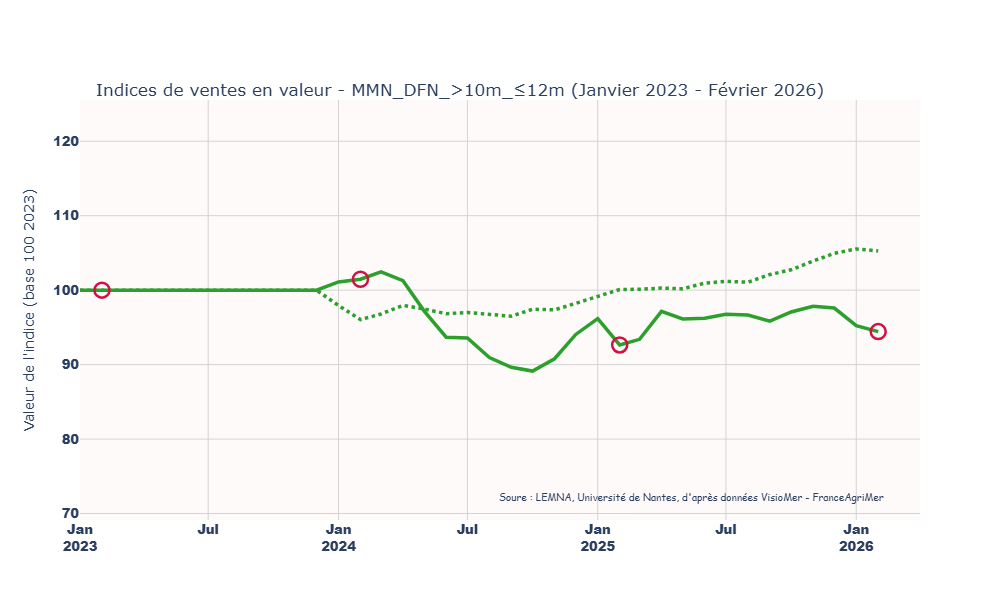 Indices de ventes en valeur - MMN_DFN_>10m_≤12m (Janvier 2023 - Février 2026)
Valeur de l'indice (base 100 2023)
120
110
100
90
80
70
Soure : LEMNA, Université de Nantes, d'après données VisioMer - FranceAgriMer
Jan Jul Jan Jul Jan Jul Jan
2023 2024 2025 2026